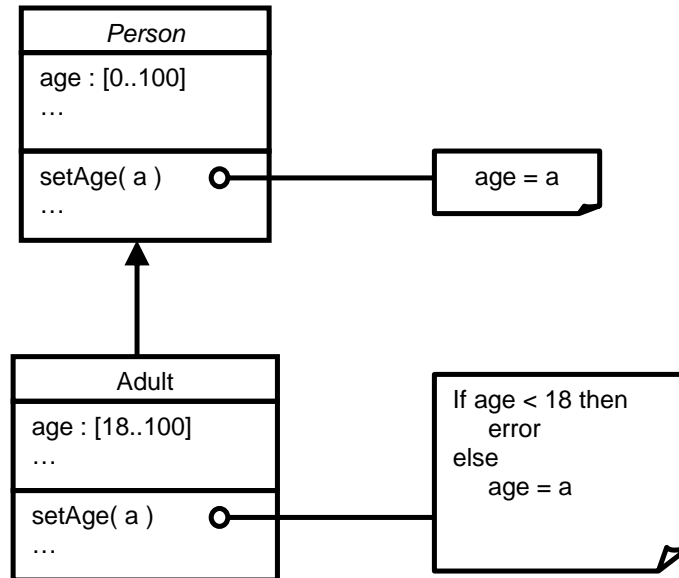 Person
age : [0..100]
…
setAge( a )
…
age = a
Adult
age : [18..100]
…
setAge( a )
…
If age < 18 then
error
else
age = a